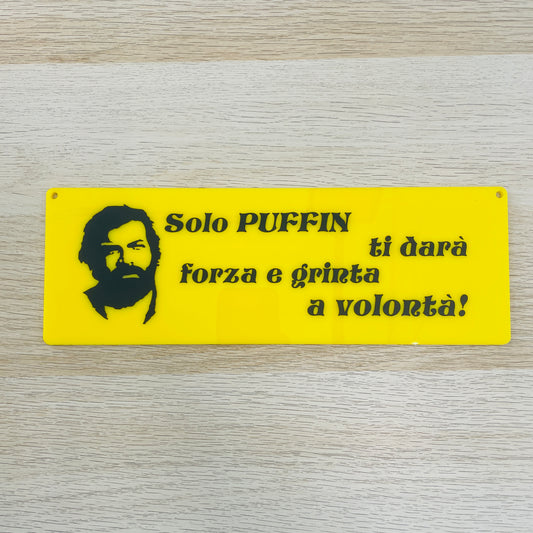 Solo PUFFIN
ti darà
forza e grinta
a volontà!